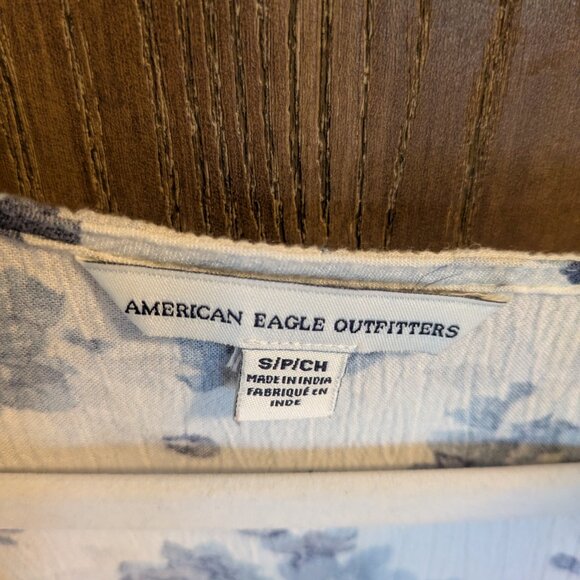 AMERICAN EAGLE OUTFITTERS
S/P/CH
MADE IN INDIA
FABRIQUÉ EN
INDE